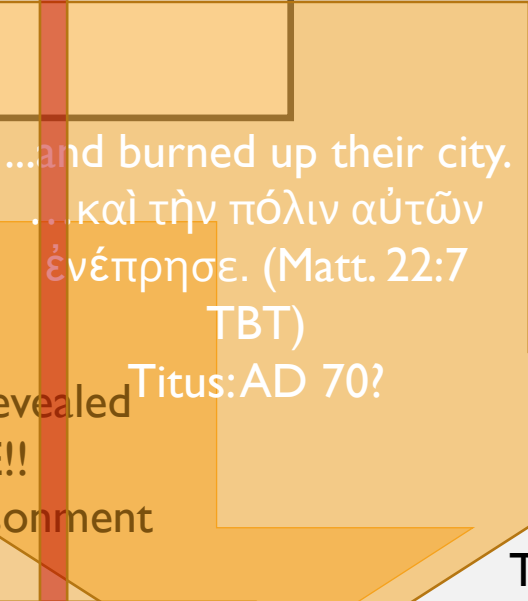 ...and burned up their city.
...καὶ τὴν πόλιν αὐτῶν
ἐνέπρησε. (Matt. 22:7
TBT)
Titus: AD 70?
evealed
!!
onment
T